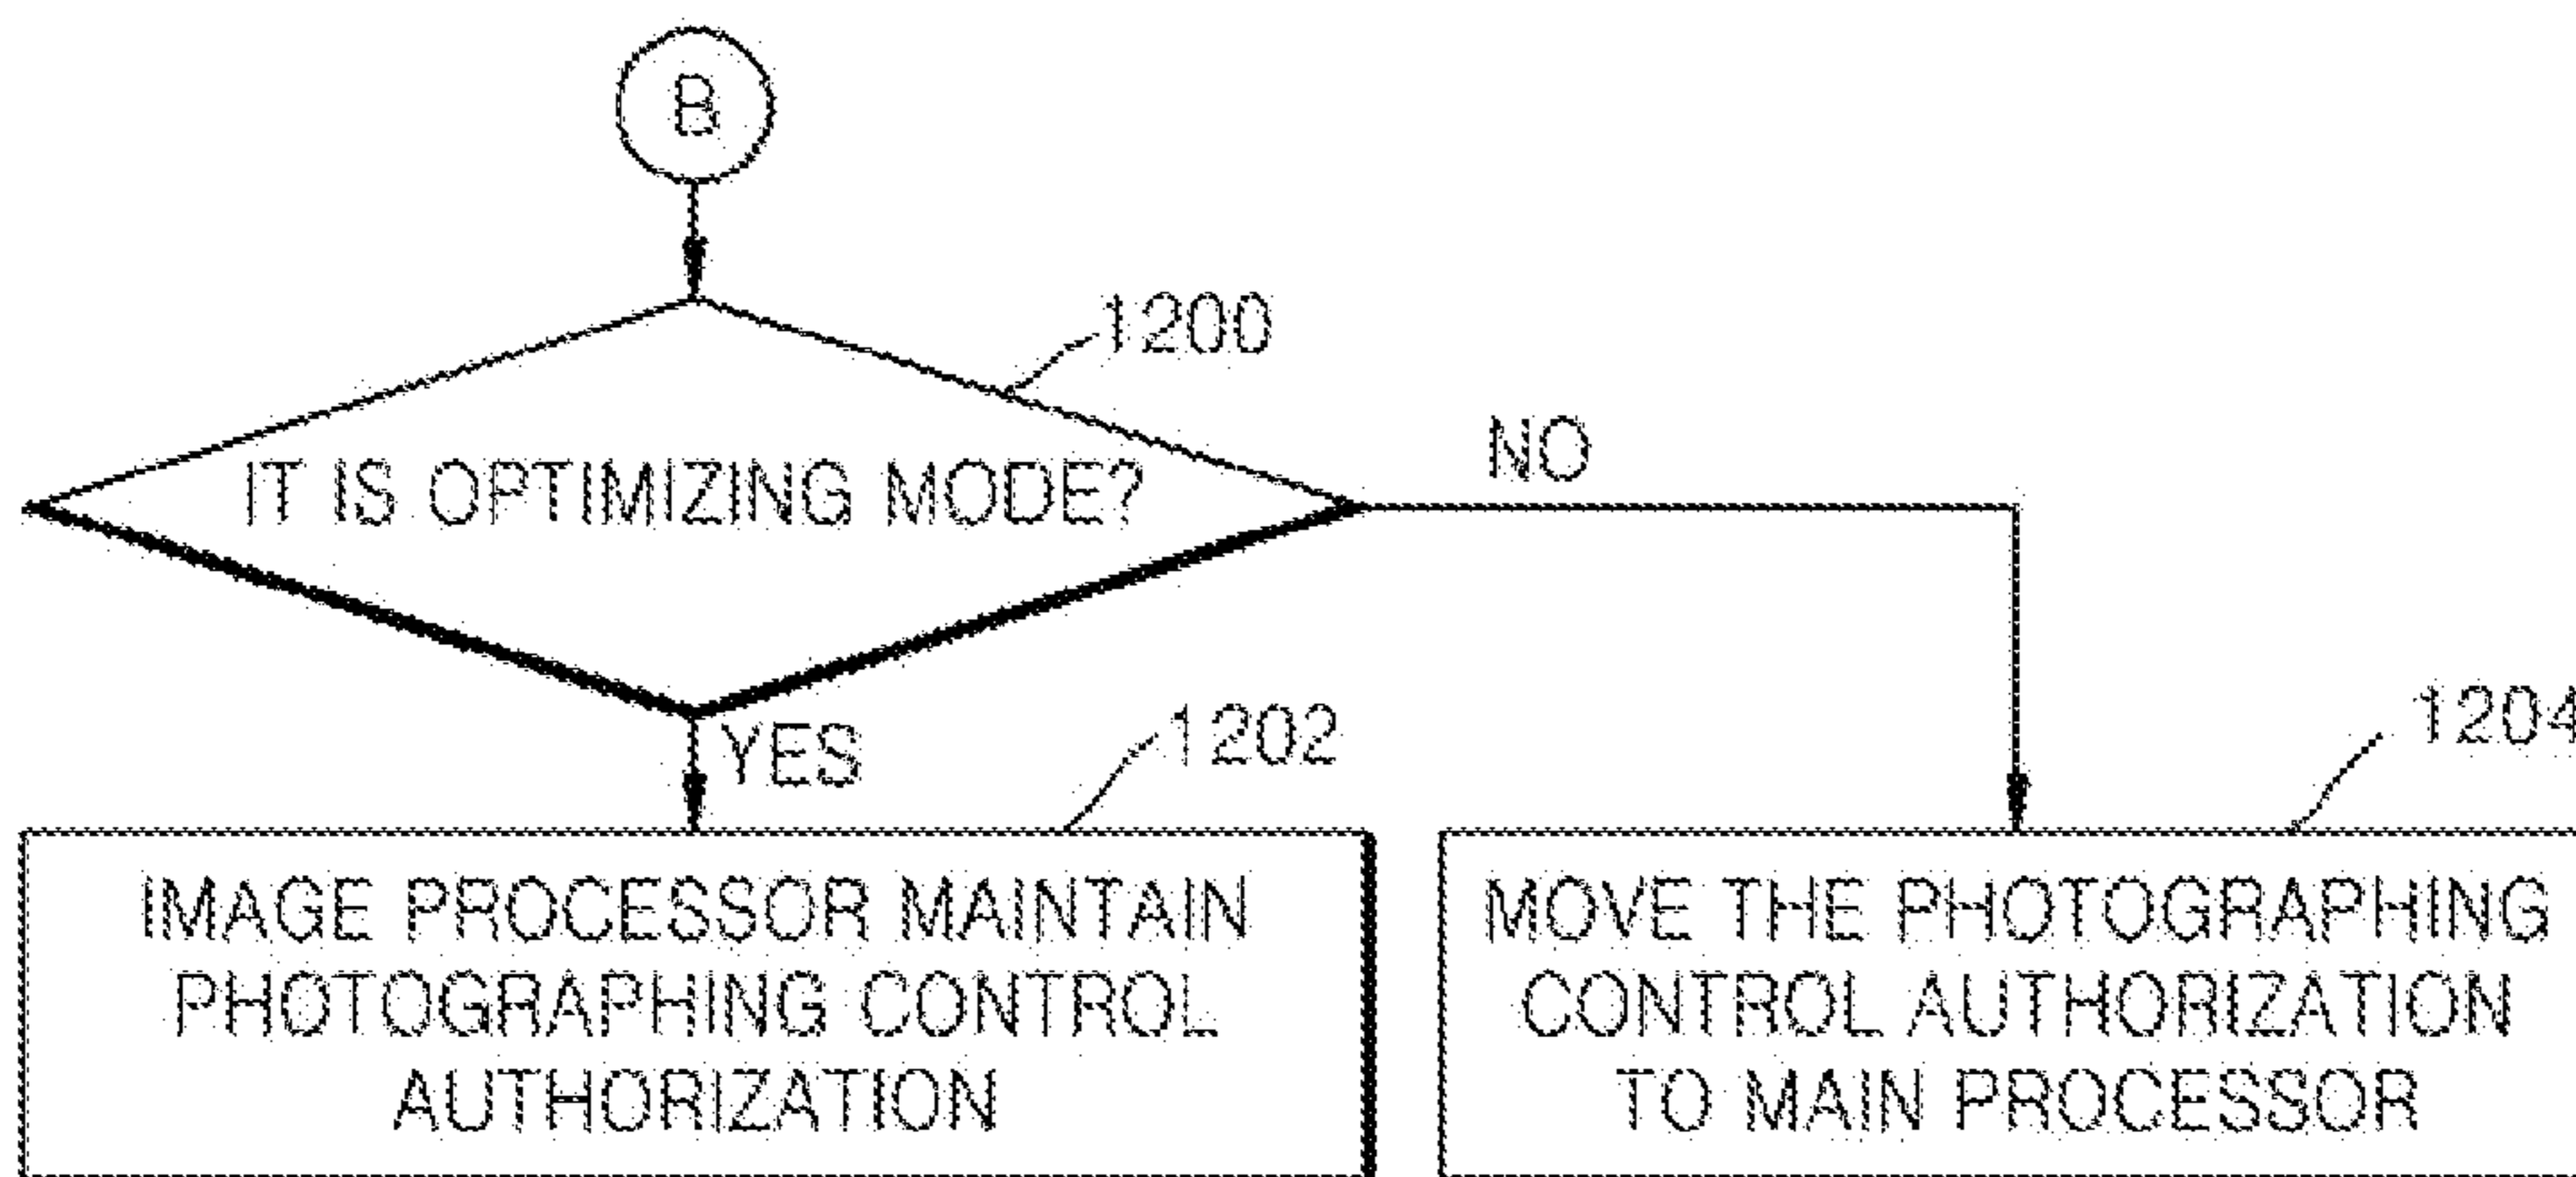 B
1200
IT IS OPTIMIZING MODE?
NO
YES
1202
1204
IMAGE PROCESSOR MAINTAIN
PHOTOGRAPHING CONTROL
AUTHORIZATION
MOVE THE PHOTOGRAPHING
CONTROL AUTHORIZATION
TO MAIN PROCESSOR